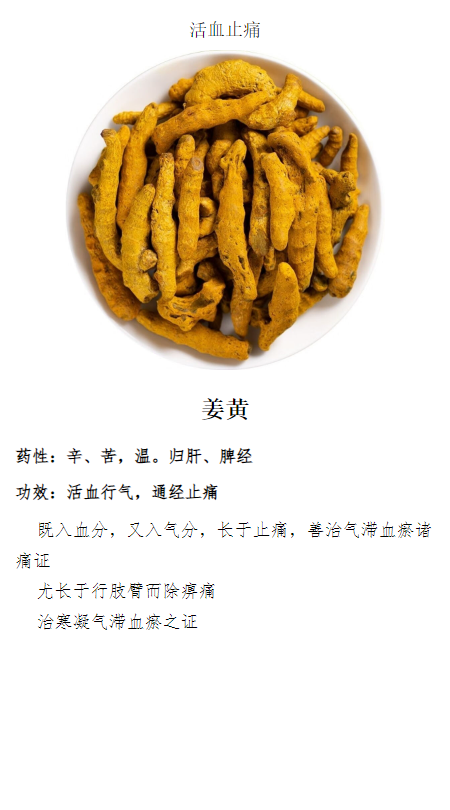 活血止痛
姜黄
药性：辛、苦，温。归肝、脾经
功效：活血行气，通经止痛
既入血分，又入气分，长于止痛，善治气滞血瘀诸
痛证
尤长于行肢臂而除痹痛
治寒凝气滞血瘀之证